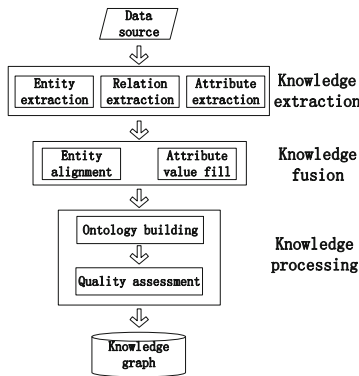 Data
source
Entity
extraction
Relation
extraction
Attribute
extraction
Knowledge
extraction
Entity
alignment
Attribute
value fill
Knowledge
fusion
Ontology building
Quality assessment
Knowledge
processing
Knowledge
graph